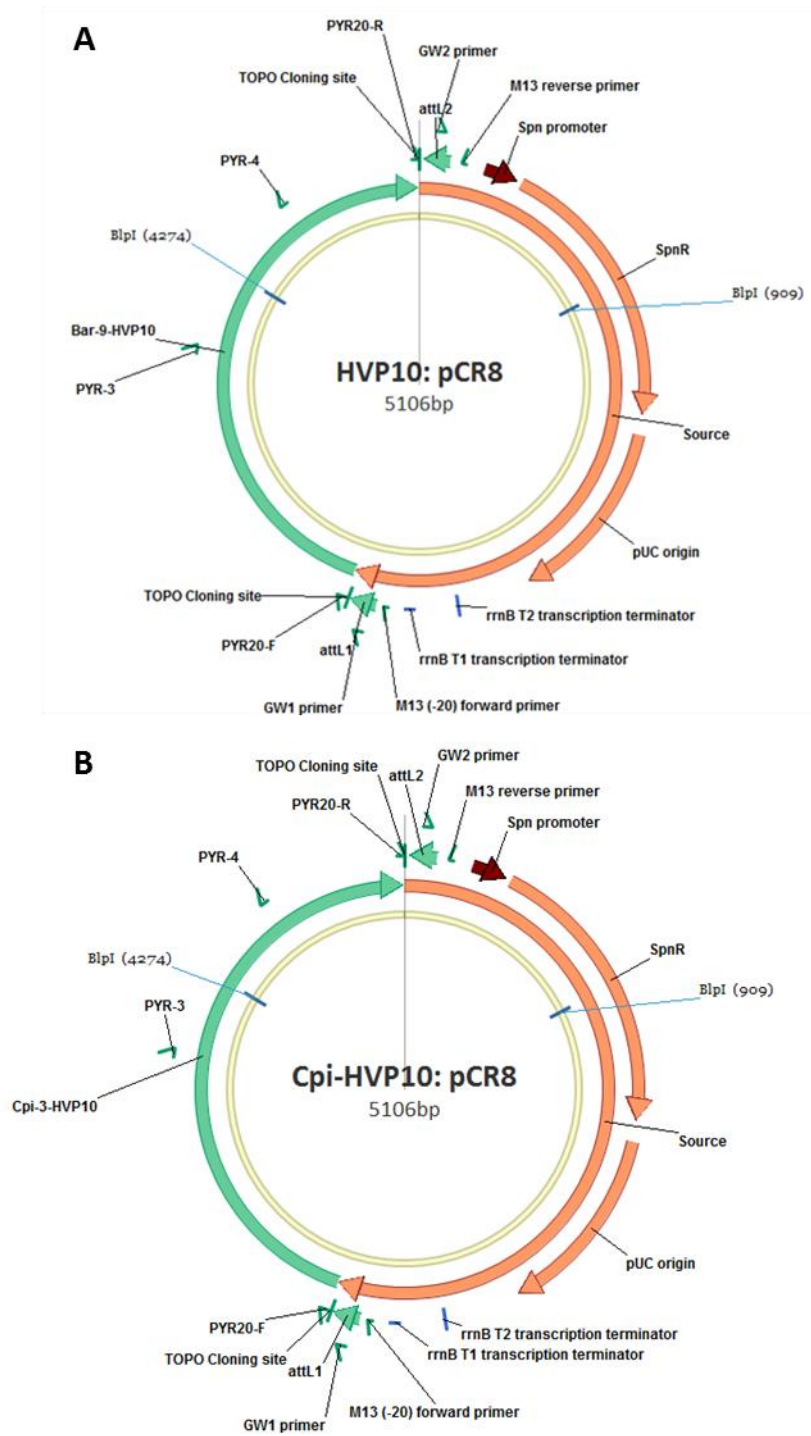 A
PYR20-R
GW2 primer
TOPO Cloning site
attL2
M13 reverse primer
Spn promoter
PYR-4
BlpI (4274)
SpnR
BlpI (909)
Bar-9-HVP10
PYR-3
HVP10: pCR8
5106bp
Source
pUC origin
TOPO Cloning site
rrnB T2 transcription terminator
PYR20-F
attL1
rrnB T1 transcription terminator
GW1 primer
M13 (-20) forward primer
B
GW2 primer
TOPO Cloning site
attL2
M13 reverse primer
PYR20-R
Spn promoter
PYR-4
SpnR
BlpI (4274)
BlpI (909)
PYR-3
Cpi-HVP10: pCR8
5106bp
Cpi-3-HVP10
Source
pUC origin
PYR20-F
rrnB T2 transcription terminator
TOPO Cloning site
rrnB T1 transcription terminator
attL1
M13 (-20) forward primer
GW1 primer